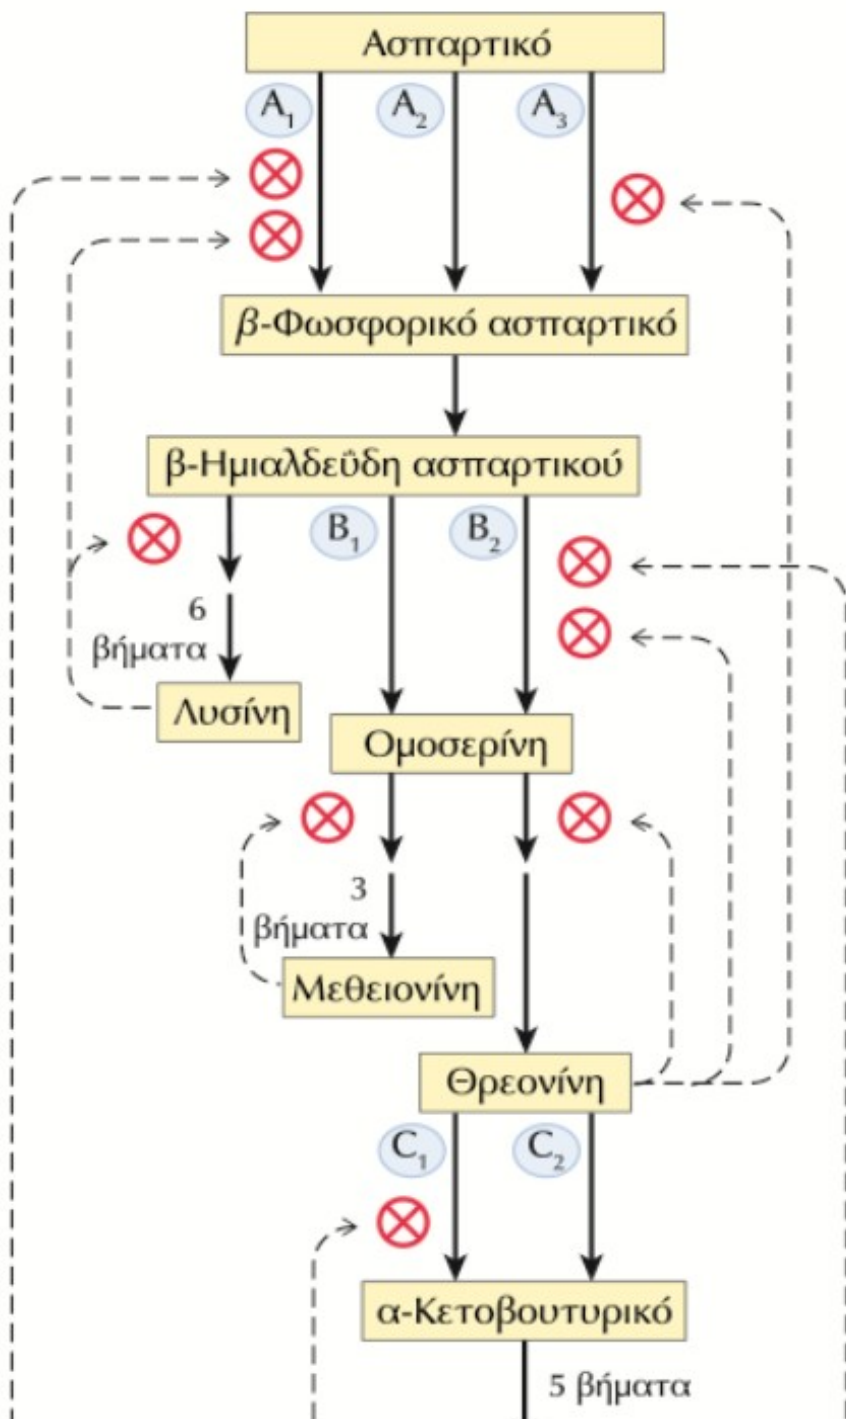 Ασπαρτικό
A₁ A₂ A₃
β-Φωσφορικό ασπαρτικό
β-Ημιαλδεΰδη ασπαρτικού
B₁ B₂
6
βήματα
Λυσίνη
Ομοσερίνη
3
βήματα
Μεθειονίνη
Θρεονίνη
C₁ C₂
α-Κετοβουτυρικό
5 βήματα